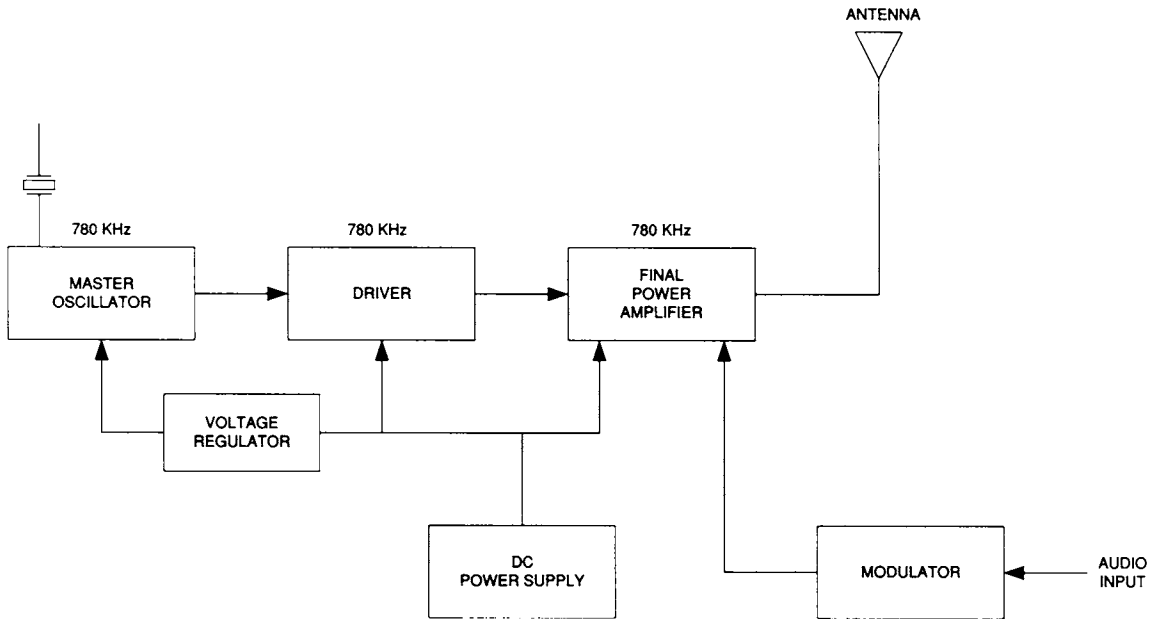 ANTENNA
780 KHz
780 KHz
780 KHz
MASTER
OSCILLATOR
DRIVER
FINAL
POWER
AMPLIFIER
VOLTAGE
REGULATOR
DC
POWER SUPPLY
MODULATOR
AUDIO
INPUT